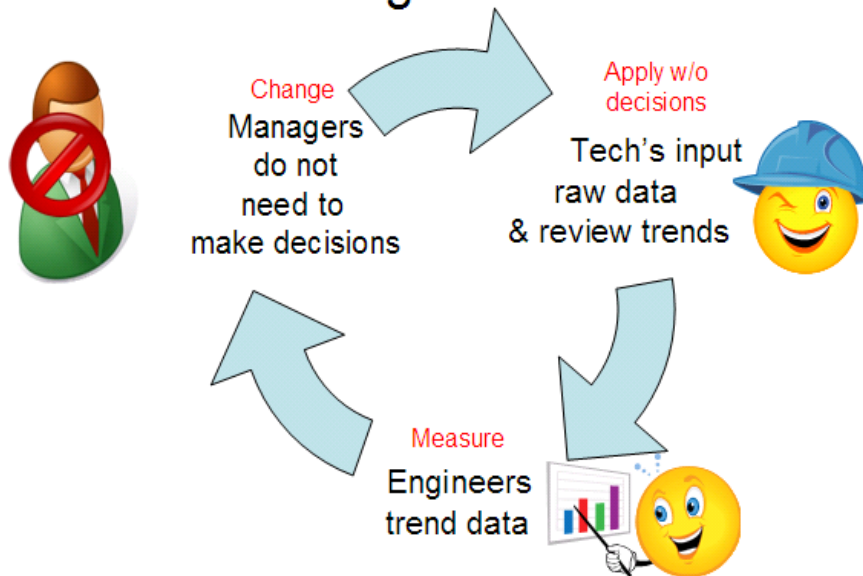 Change
Managers
do not
need to
make decisions
Apply w/o
decisions
Tech's input
raw data
& review trends
Measure
Engineers
trend data